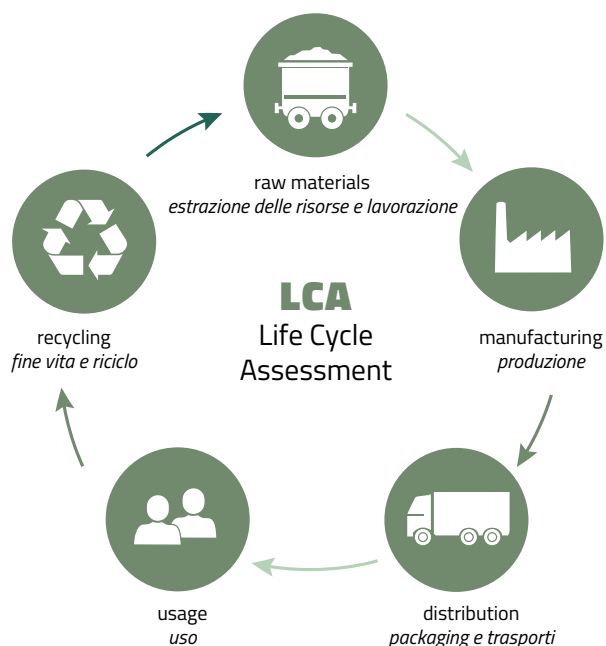 raw materials
estrazione delle risorse e lavorazione
LCA
Life Cycle
Assessment
manufacturing
produzione
distribution
packaging e trasporti
usage
uso
recycling
fine vita e riciclo